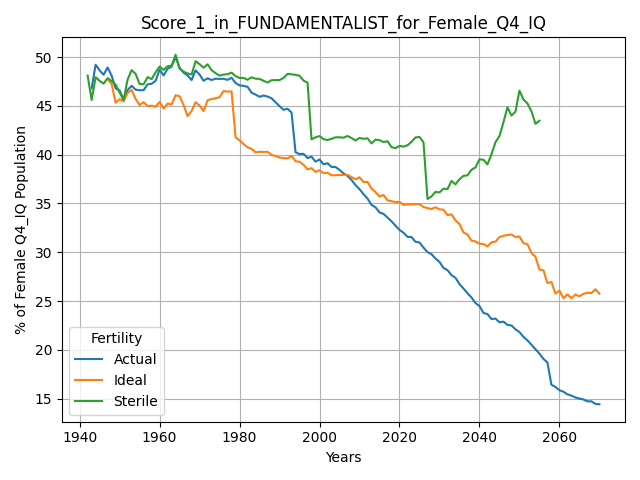 Score_1_in_FUNDAMENTALIST_for_Female_Q4_IQ
% of Female Q4_IQ Population
50
45
40
35
30
25
20
15
Fertility
Actual
Ideal
Sterile
1940 1960 1980 2000 2020 2040 2060
Years